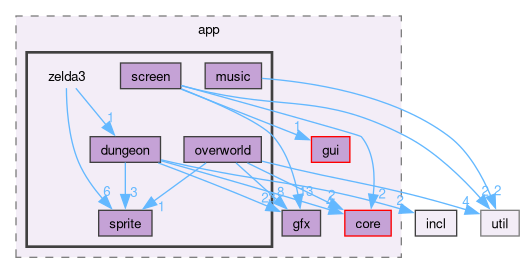 app
zelda3
screen
music
1
1
dungeon
overworld
gui
6
3
1
2
8
13
2
2
2
2
4
2
2
sprite
gfx
core
incl
util